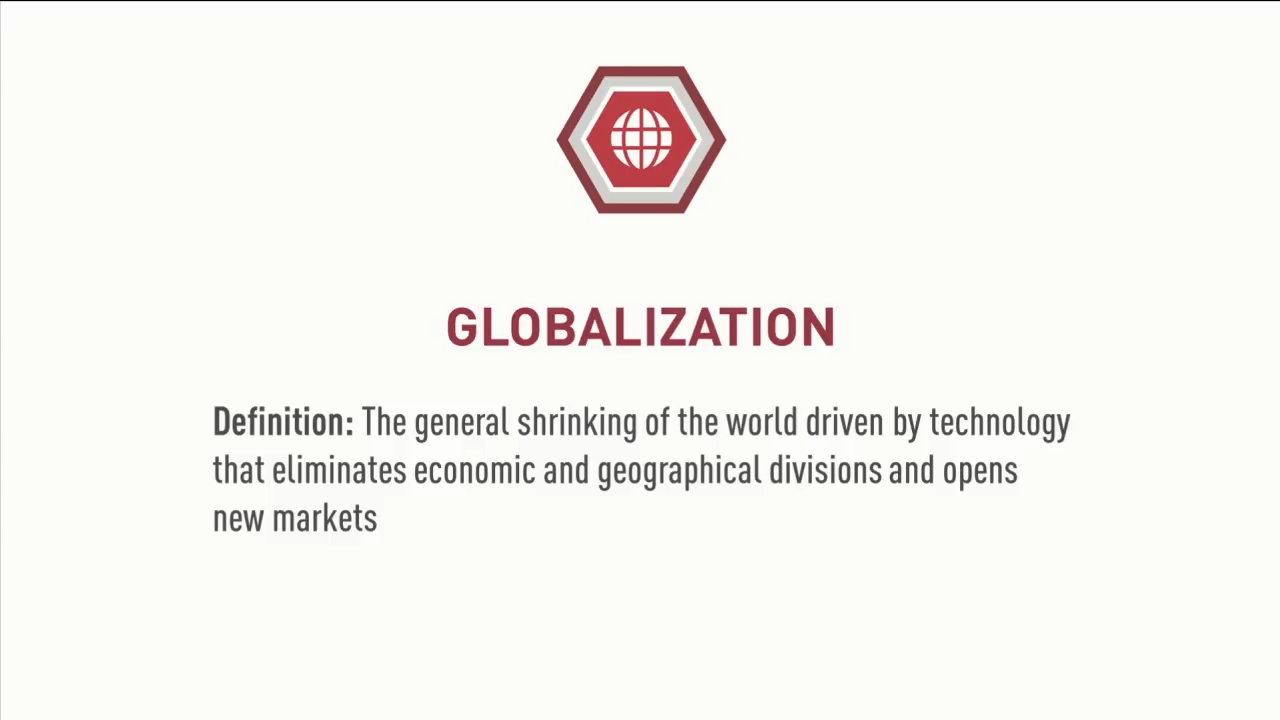 GLOBALIZATION
Definition: The general shrinking of the world driven by technology
that eliminates economic and geographical divisions and opens
new markets